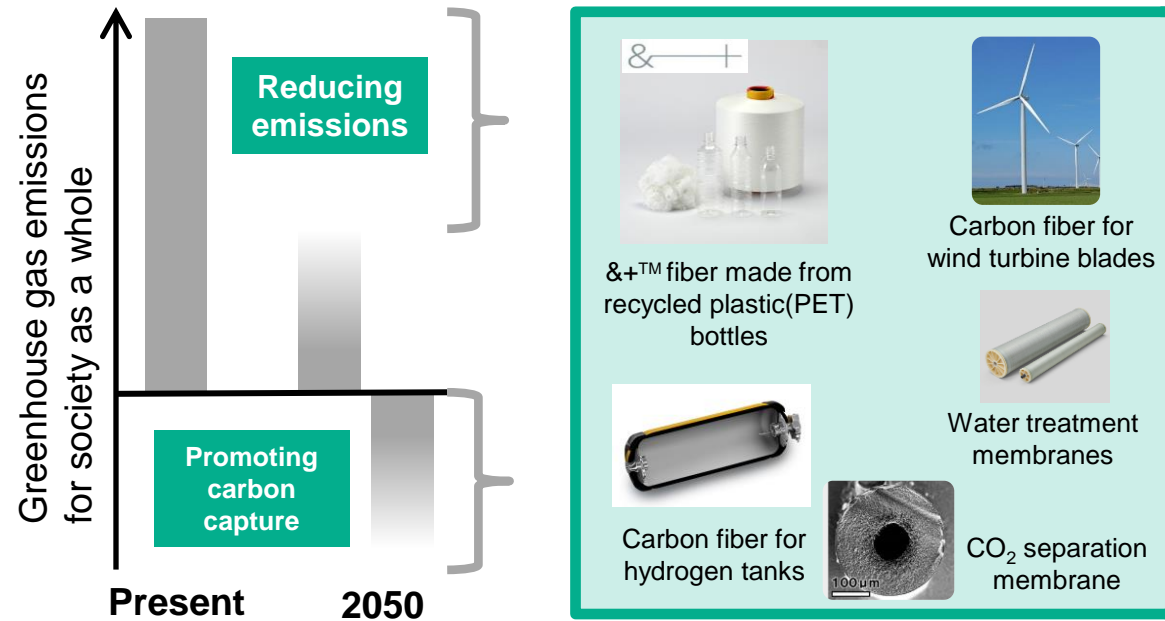 Greenhouse gas emissions
for society as a whole
Reducing
emissions
Promoting
carbon
capture
Present
2050
&+
&+™ fiber made from
recycled plastic(PET)
bottles
Carbon fiber for
wind turbine blades
Water treatment
membranes
Carbon fiber for
hydrogen tanks
100μm
CO₂ separation
membrane